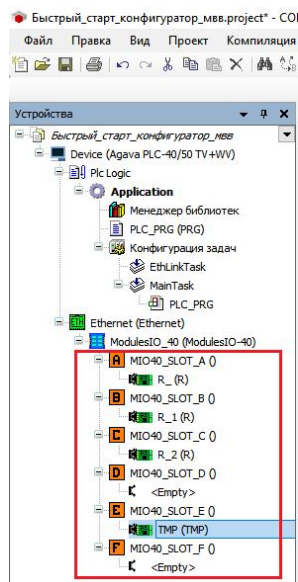 Быстрый_старт_конфигуратор_мвв.project* - COI
Файл Правка Вид Проект Компиляция
Устройства
Быстрый_старт_конфигуратор_мвв
Device (Agava PLC-40/50 TV+WV)
Plc Logic
Application
Менеджер библиотек
PLC_PRG (PRG)
Конфигурация задач
EthLinkTask
MainTask
PLC_PRG
Ethernet (Ethernet)
ModulesIO_40 (ModulesIO-40)
A MIO40_SLOT_A ()
R_ (R)
B MIO40_SLOT_B ()
R_1 (R)
C MIO40_SLOT_C ()
R_2 (R)
D MIO40_SLOT_D ()
<Empty>
E MIO40_SLOT_E ()
TMP (TMP)
F MIO40_SLOT_F ()
<Empty>